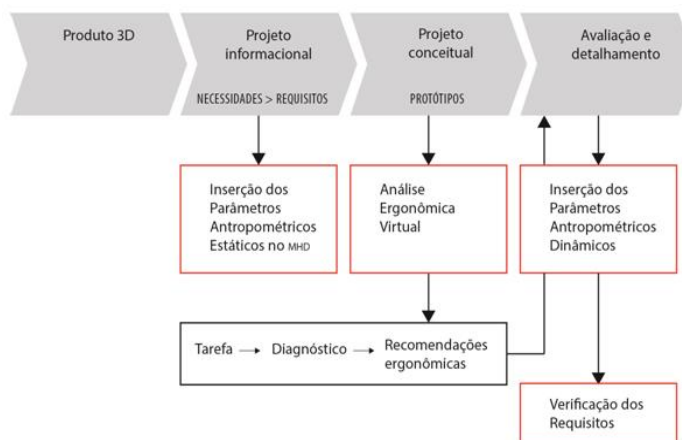 Produto 3D
Projeto
informacional
NECESSIDADES > REQUISITOS
Projeto
conceitual
PROTÓTIPOS
Avaliação e
detalhamento
Inserção dos
Parâmetros
Antropométricos
Estáticos no MHD
Análise
Ergonômica
Virtual
Inserção dos
Parâmetros
Antropométricos
Dinâmicos
Tarefa → Diagnóstico → Recomendações
ergonômicas
Verificação dos
Requisitos